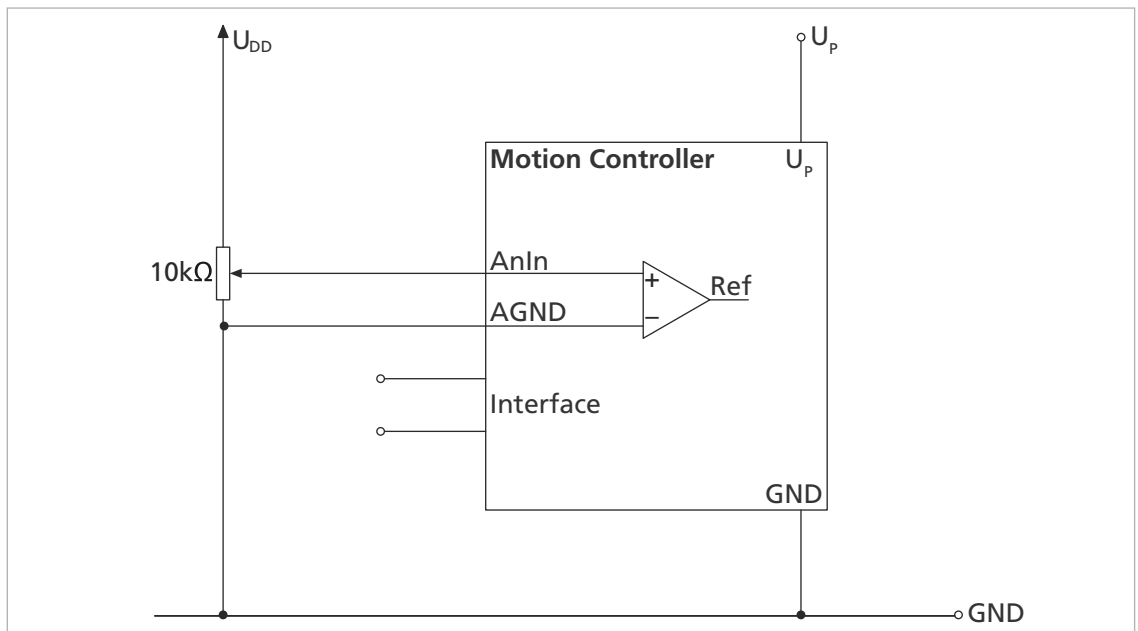 U_DD
U_P
Motion Controller
U_P
10kΩ
AnIn
+
Ref
AGND
−
Interface
GND
GND